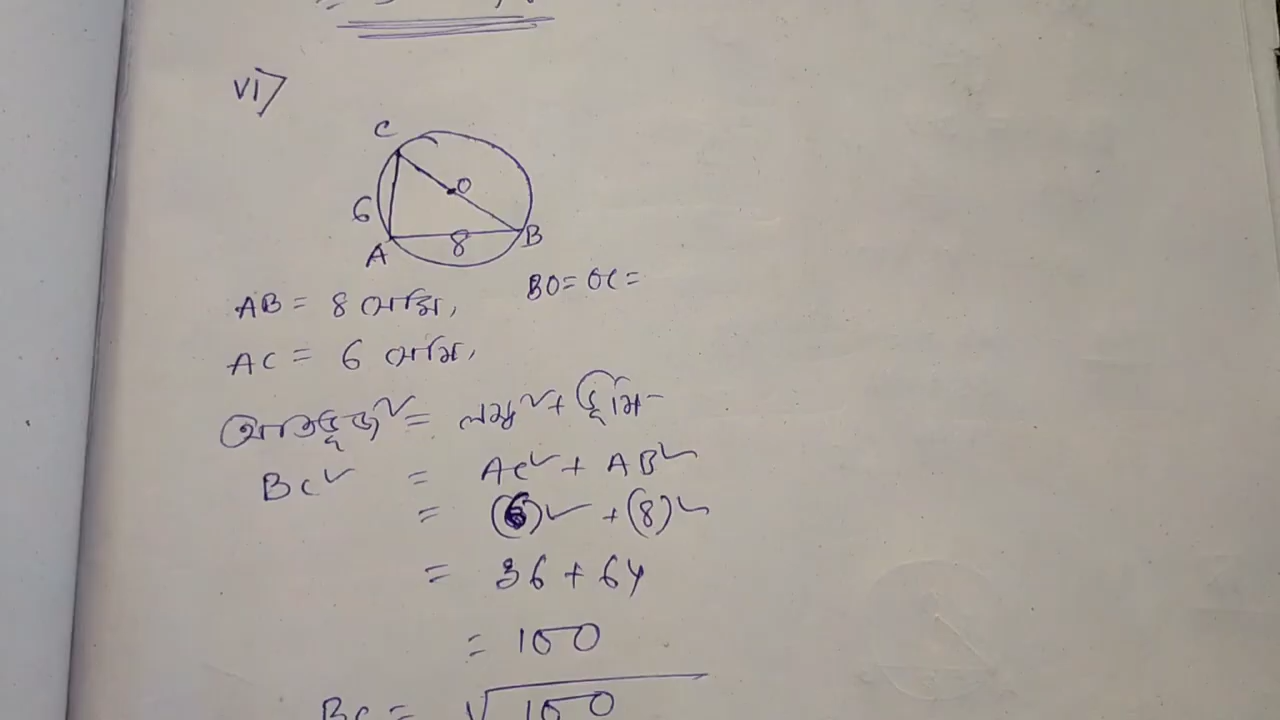 VI>
C
O
6
A
8
B
BO = OC =
AB = 8 সেমি,
AC = 6 সেমি,
অতিভূজ² = লম্ব² + ভূমি²
BC² = AC² + AB²
= (6)² + (8)²
= 36 + 64
= 100
BC = √100